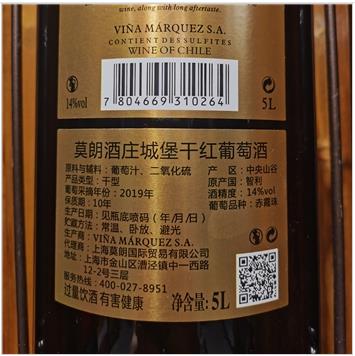 wine, along with long aftertaste.
VIÑA MÁRQUEZ S.A.
CONTIENT DES SULFITES
WINE OF CHILE
14%vol
7 804669 310264
5L
莫朗酒庄城堡干红葡萄酒
原料与辅料：葡萄汁、二氧化硫
产品类型：干型
葡萄采摘年份：2019年
保质期：10年
生产日期：见瓶底喷码（年/月/日）
贮藏方法：常温、卧放、避光
生产商：VIÑA MÁRQUEZ S.A.
代理商：上海莫朗国际贸易有限公司
地址：上海市金山区漕泾镇中一西路
12-2号三层
服务热线：400-027-8951
过量饮酒 有害健康
产区：中央山谷
原产国：智利
酒精度：14%vol
葡萄品种：赤霞珠
净含量：5L